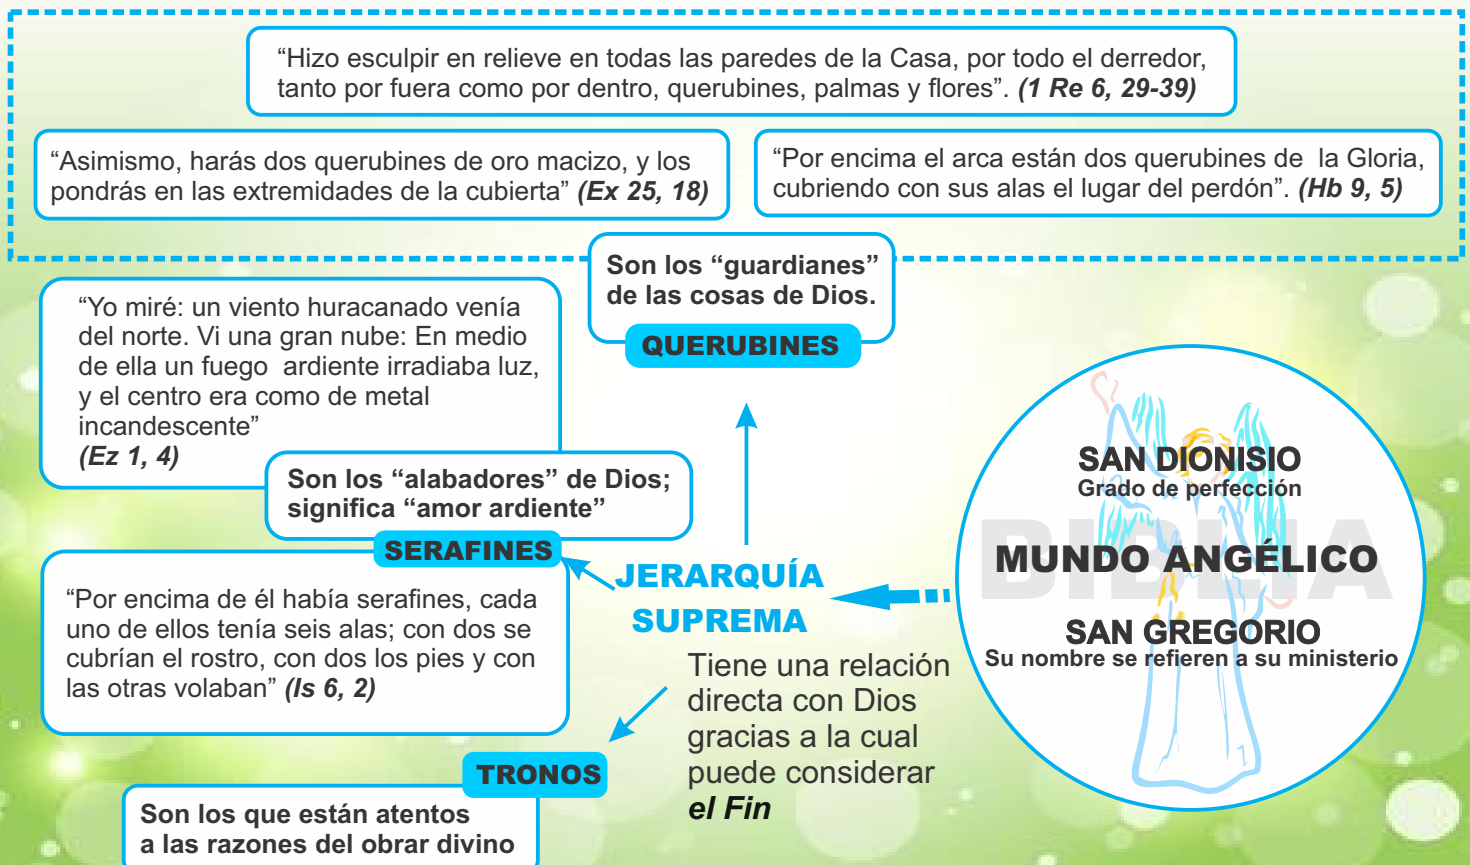 “Hizo esculpir en relieve en todas las paredes de la Casa, por todo el derredor,
tanto por fuera como por dentro, querubines, palmas y flores”. (1 Re 6, 29-39)
“Asimismo, harás dos querubines de oro macizo, y los
pondrás en las extremidades de la cubierta” (Ex 25, 18)
“Por encima el arca están dos querubines de la Gloria,
cubriendo con sus alas el lugar del perdón”. (Hb 9, 5)
Son los “guardianes”
de las cosas de Dios.
QUERUBINES
“Yo miré: un viento huracanado venía
del norte. Vi una gran nube: En medio
de ella un fuego ardiente irradiaba luz,
y el centro era como de metal
incandescente”
(Ez 1, 4)
Son los “alabadores” de Dios;
significa “amor ardiente”
SERAFINES
“Por encima de él había serafines, cada
uno de ellos tenía seis alas; con dos se
cubrían el rostro, con dos los pies y con
las otras volaban” (Is 6, 2)
JERARQUÍA
SUPREMA
Tiene una relación
directa con Dios
gracias a la cual
puede considerar
el Fin
TRONOS
Son los que están atentos
a las razones del obrar divino
SAN DIONISIO
Grado de perfección
BIBLIA
MUNDO ANGÉLICO
SAN GREGORIO
Su nombre se refieren a su ministerio